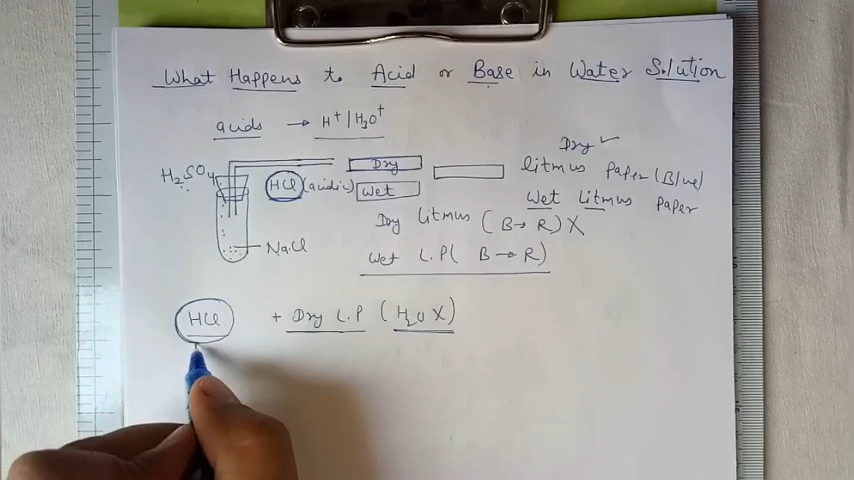 What Happens to Acid or Base in Water Solution
acids → H⁺ | H₃O⁺
Dry ✓
H₂SO₄ Dry Litmus Paper (Blue)
HCl (acidic) Wet Wet Litmus Paper
Dry Litmus (B→ R) X
NaCl Wet L.P ( B → R)
HCl + Dry L.P ( H₂O X)